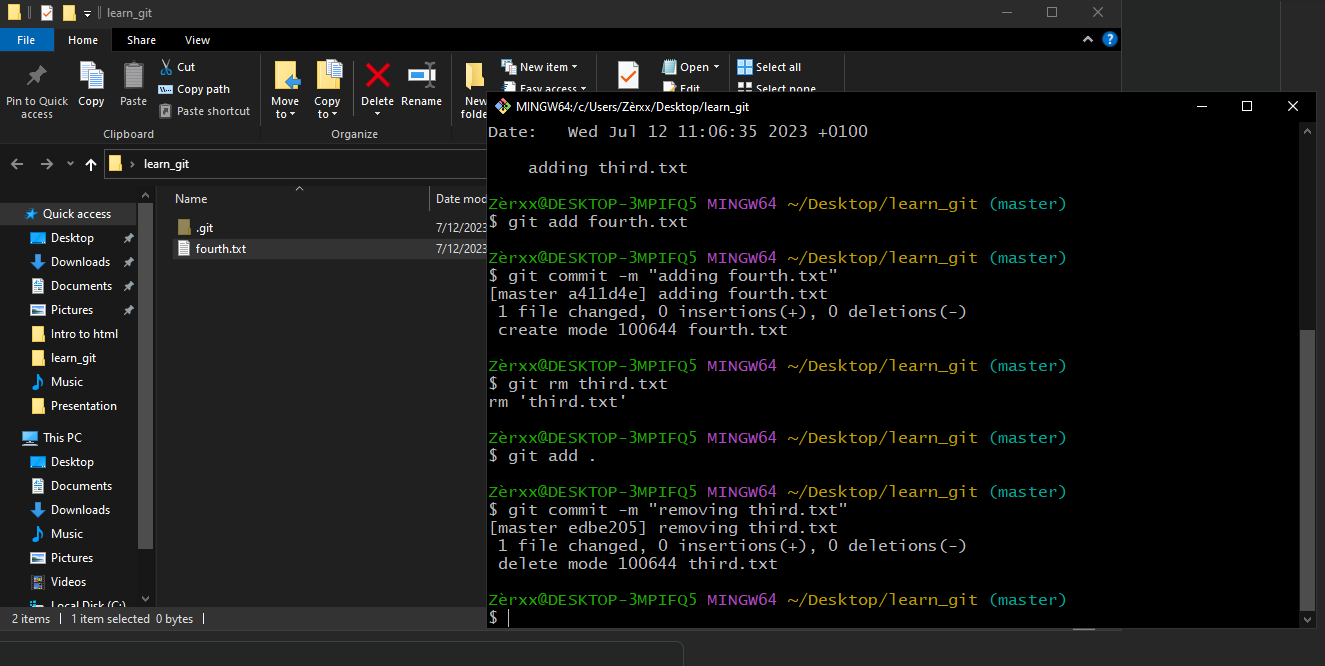 learn_git
File Home Share View
Pin to Quick access
Copy
Paste
Cut
Copy path
Paste shortcut
Clipboard
Move to
Copy to
Delete
Rename
Organize
New
folde
New item
Easy access
Open
Edit
Select all
Select none
learn_git
Name Date mod
.git 7/12/2023
fourth.txt 7/12/2023
Quick access
Desktop
Downloads
Documents
Pictures
Intro to html
learn_git
Music
Presentation
This PC
Desktop
Documents
Downloads
Music
Pictures
Videos
Local Disk (C:)
2 items 1 item selected 0 bytes
MINGW64:/c/Users/Zèrxx/Desktop/learn_git
Date:   Wed Jul 12 11:06:35 2023 +0100
    adding third.txt
Zèrxx@DESKTOP-3MPIFQ5 MINGW64 ~/Desktop/learn_git (master)
$ git add fourth.txt
Zèrxx@DESKTOP-3MPIFQ5 MINGW64 ~/Desktop/learn_git (master)
$ git commit -m "adding fourth.txt"
[master a411d4e] adding fourth.txt
 1 file changed, 0 insertions(+), 0 deletions(-)
 create mode 100644 fourth.txt
Zèrxx@DESKTOP-3MPIFQ5 MINGW64 ~/Desktop/learn_git (master)
$ git rm third.txt
rm 'third.txt'
Zèrxx@DESKTOP-3MPIFQ5 MINGW64 ~/Desktop/learn_git (master)
$ git add .
Zèrxx@DESKTOP-3MPIFQ5 MINGW64 ~/Desktop/learn_git (master)
$ git commit -m "removing third.txt"
[master edbe205] removing third.txt
 1 file changed, 0 insertions(+), 0 deletions(-)
 delete mode 100644 third.txt
Zèrxx@DESKTOP-3MPIFQ5 MINGW64 ~/Desktop/learn_git (master)
$